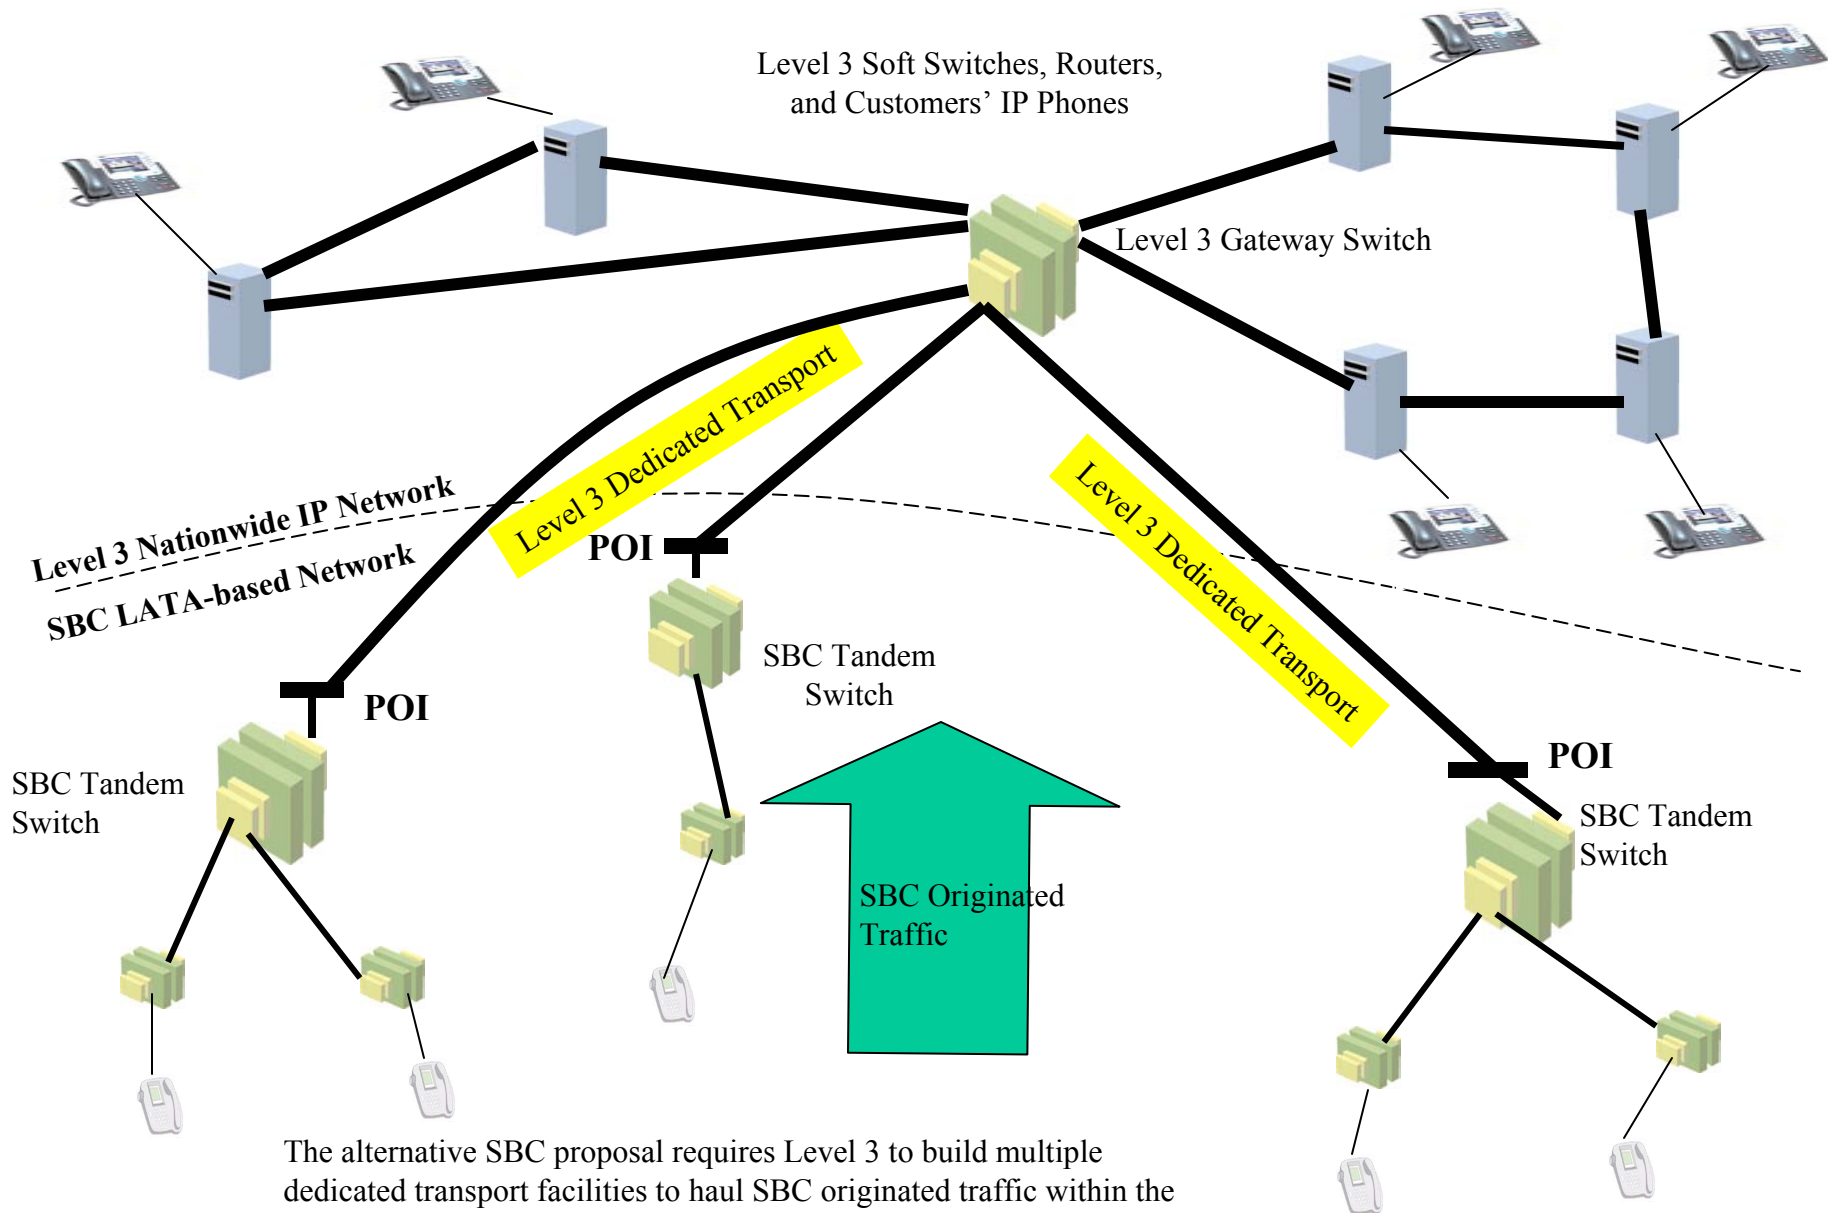 Level 3 Soft Switches, Routers,
and Customers’ IP Phones
Level 3 Gateway Switch
Level 3 Dedicated Transport
Level 3 Dedicated Transport
Level 3 Nationwide IP Network
SBC LATA-based Network
POI
SBC Tandem
Switch
POI
SBC Tandem
Switch
POI
SBC Tandem
Switch
SBC Originated
Traffic
The alternative SBC proposal requires Level 3 to build multiple
dedicated transport facilities to haul SBC originated traffic within the